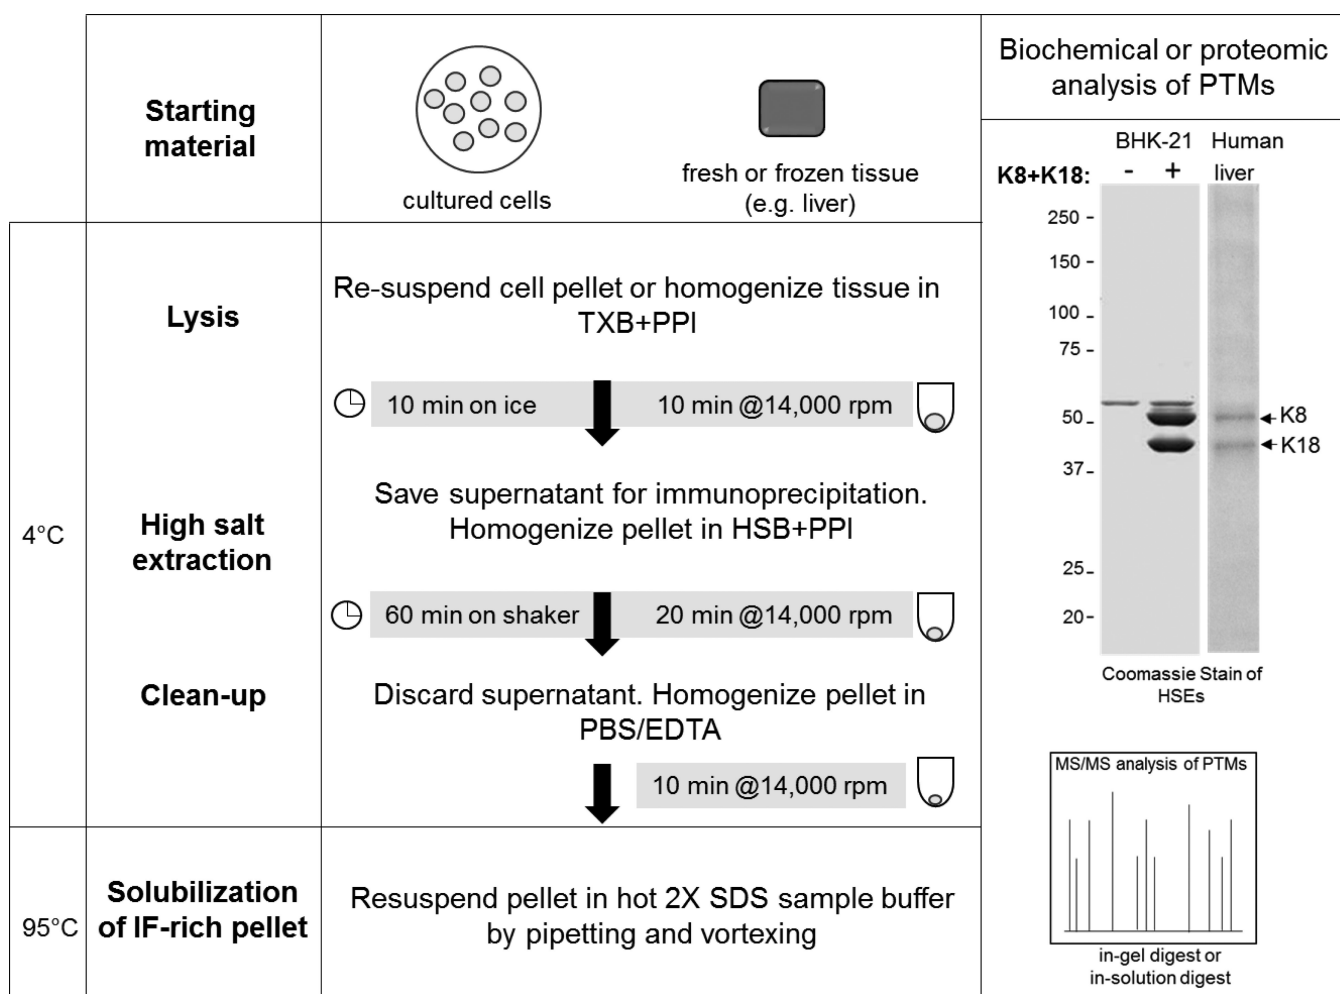 Starting
material
cultured cells
fresh or frozen tissue
(e.g. liver)
4°C
Lysis
Re-suspend cell pellet or homogenize tissue in
TXB+PPI
10 min on ice
10 min @14,000 rpm
High salt
extraction
Save supernatant for immunoprecipitation.
Homogenize pellet in HSB+PPI
60 min on shaker
20 min @14,000 rpm
Clean-up
Discard supernatant. Homogenize pellet in
PBS/EDTA
10 min @14,000 rpm
95°C
Solubilization
of IF-rich pellet
Resuspend pellet in hot 2X SDS sample buffer
by pipetting and vortexing
Biochemical or proteomic
analysis of PTMs
BHK-21 Human
K8+K18: - + liver
250 -
150 -
100 -
75 -
50 -
37 -
25 -
20 -
K8
K18
Coomassie Stain of
HSEs
MS/MS analysis of PTMs
in-gel digest or
in-solution digest